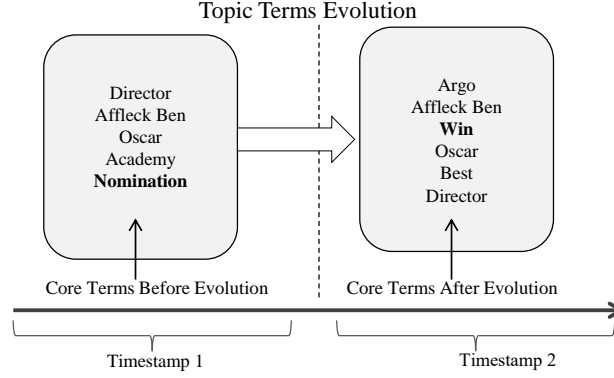 Topic Terms Evolution
Director
Affleck Ben
Oscar
Academy
Nomination
Argo
Affleck Ben
Win
Oscar
Best
Director
Core Terms Before Evolution
Core Terms After Evolution
Timestamp 1
Timestamp 2